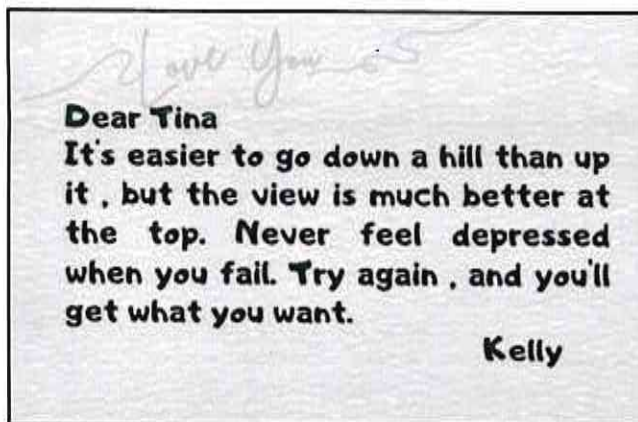 Love You
Dear Tina
It's easier to go down a hill than up
it , but the view is much better at
the top. Never feel depressed
when you fail. Try again , and you'll
get what you want.
Kelly